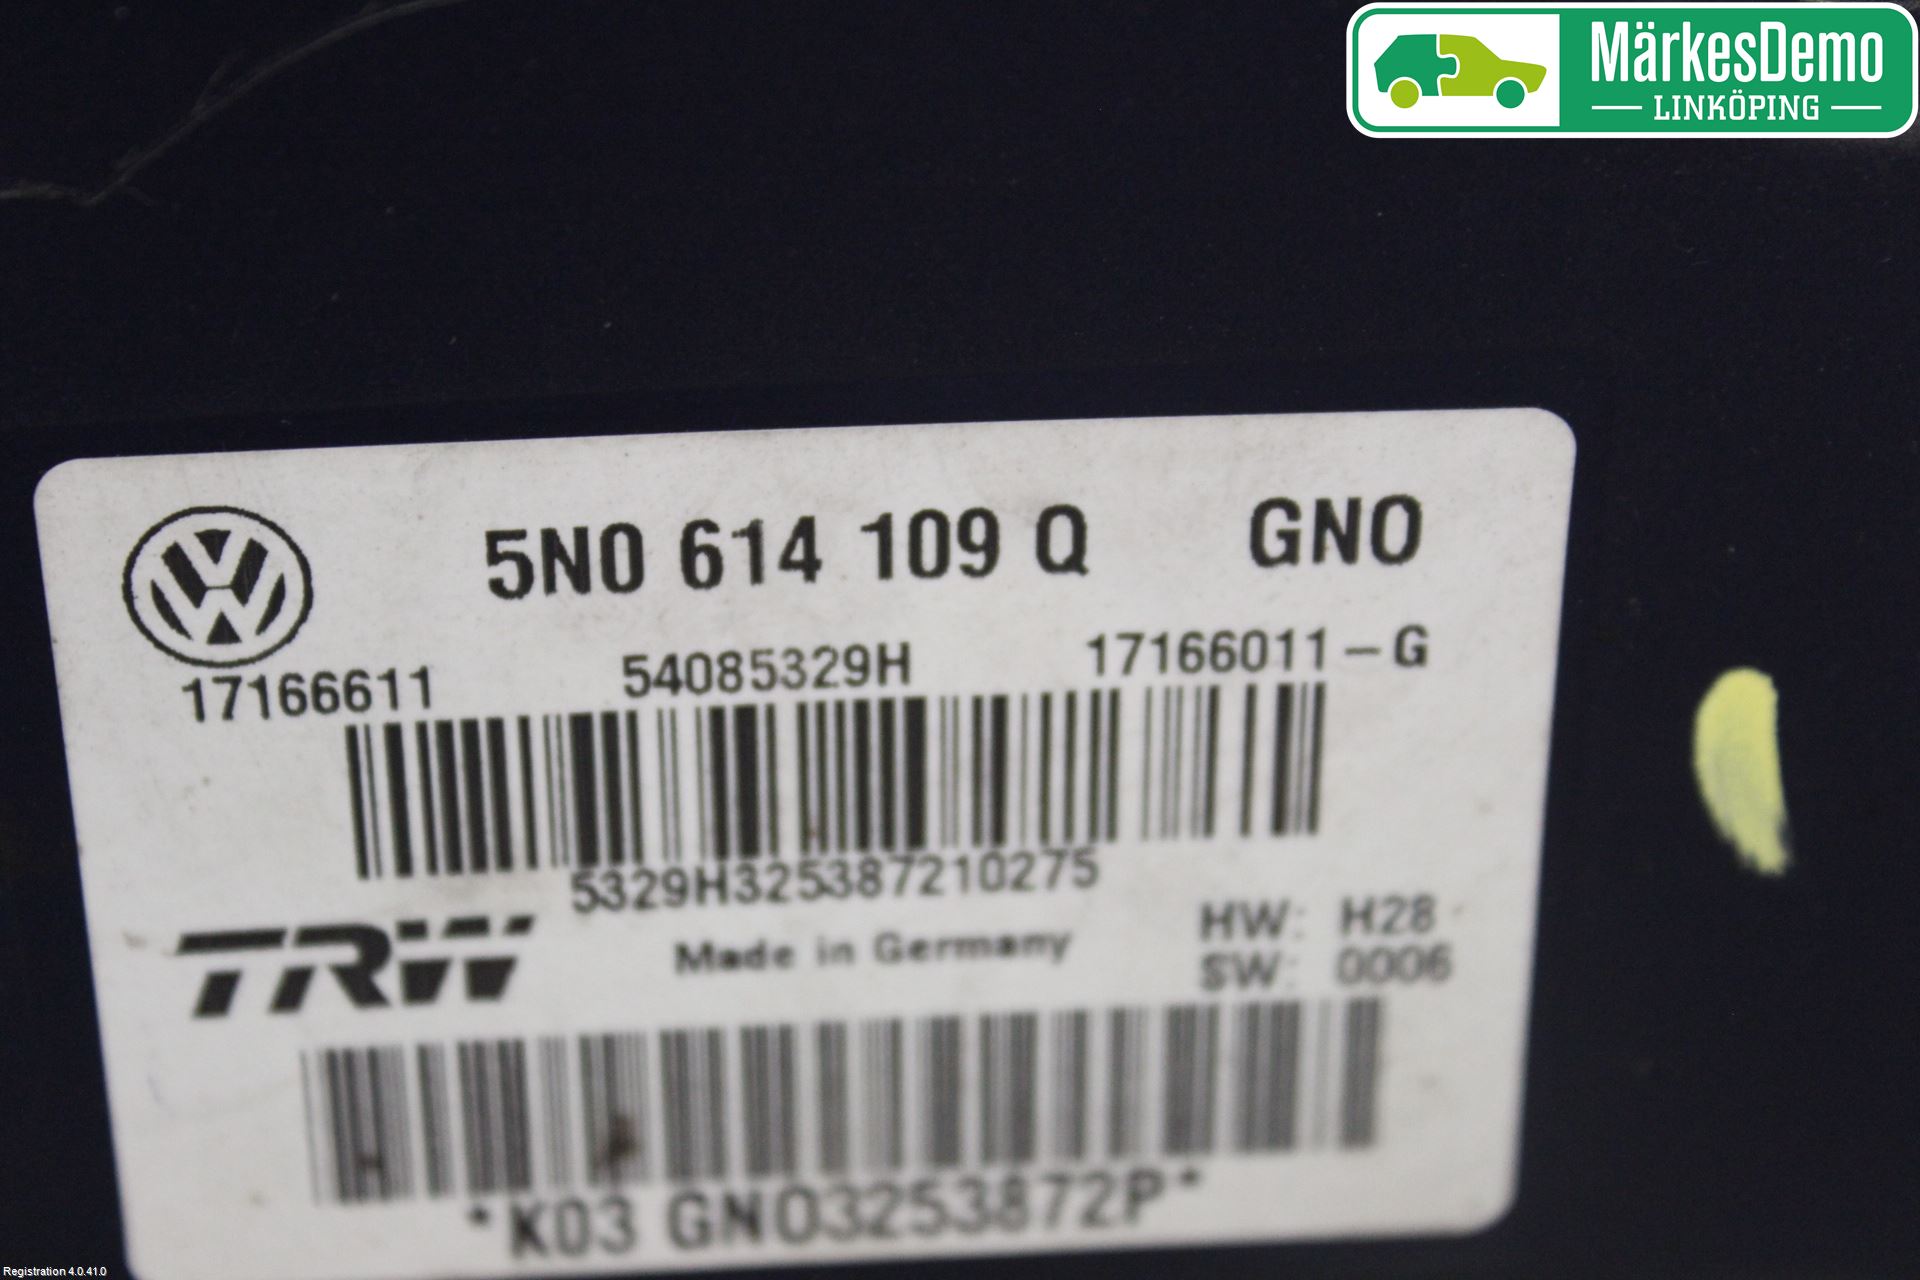 MärkesDemo
LINKÖPING
5N0 614 109 Q GNO
17166611 54085329H 17166011-G
5329H325387210275
TRW Made in Germany HW: H28
SW: 0006
*K03 GNO3253872P*
Registration 4.0.41.0